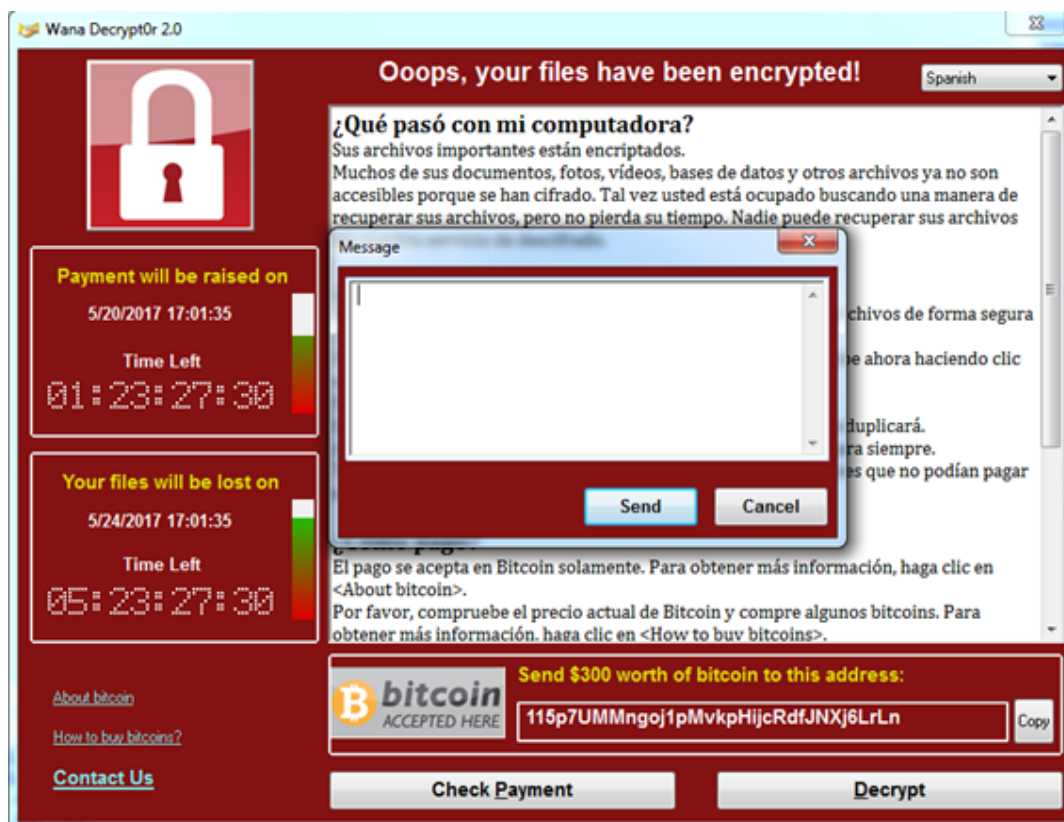 Wana Decrypt0r 2.0
Ooops, your files have been encrypted!
Spanish
¿Qué pasó con mi computadora?
Sus archivos importantes están encriptados.
Muchos de sus documentos, fotos, vídeos, bases de datos y otros archivos ya no son
accesibles porque se han cifrado. Tal vez usted está ocupado buscando una manera de
recuperar sus archivos, pero no pierda su tiempo. Nadie puede recuperar sus archivos
Message
chivos de forma segura
ahora haciendo clic
duplicará.
siempre.
que no podían pagar
Send
Cancel
El pago se acepta en Bitcoin solamente. Para obtener más información, haga clic en
<About bitcoin>.
Por favor, compruebe el precio actual de Bitcoin y compre algunos bitcoins. Para
obtener más información, haga clic en <How to buy bitcoins>.
Payment will be raised on
5/20/2017 17:01:35
Time Left
01:23:27:30
Your files will be lost on
5/24/2017 17:01:35
Time Left
05:23:27:30
About bitcoin
How to buy bitcoins?
Contact Us
bitcoin
ACCEPTED HERE
Send $300 worth of bitcoin to this address:
115p7UMMngoj1pMvkpHijcRdfJNXj6LrLn
Copy
Check Payment
Decrypt